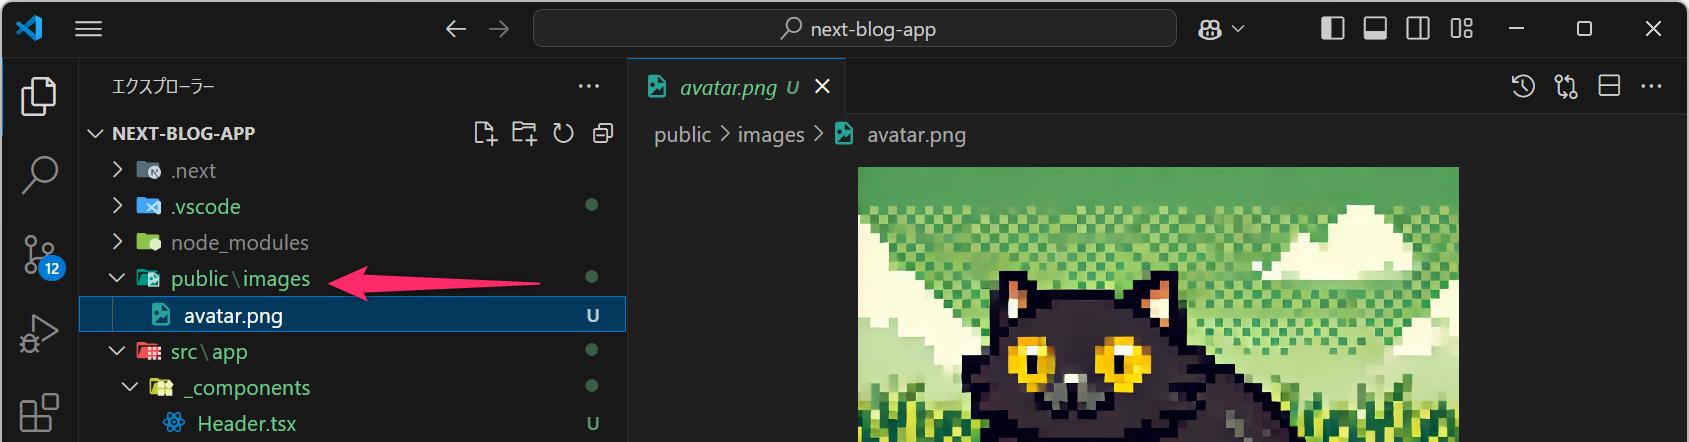 next-blog-app
エクスプローラー
NEXT-BLOG-APP
.next
.vscode
node_modules
public\images
avatar.png U
src\app
_components
Header.tsx U
12
avatar.png U
public > images > avatar.png